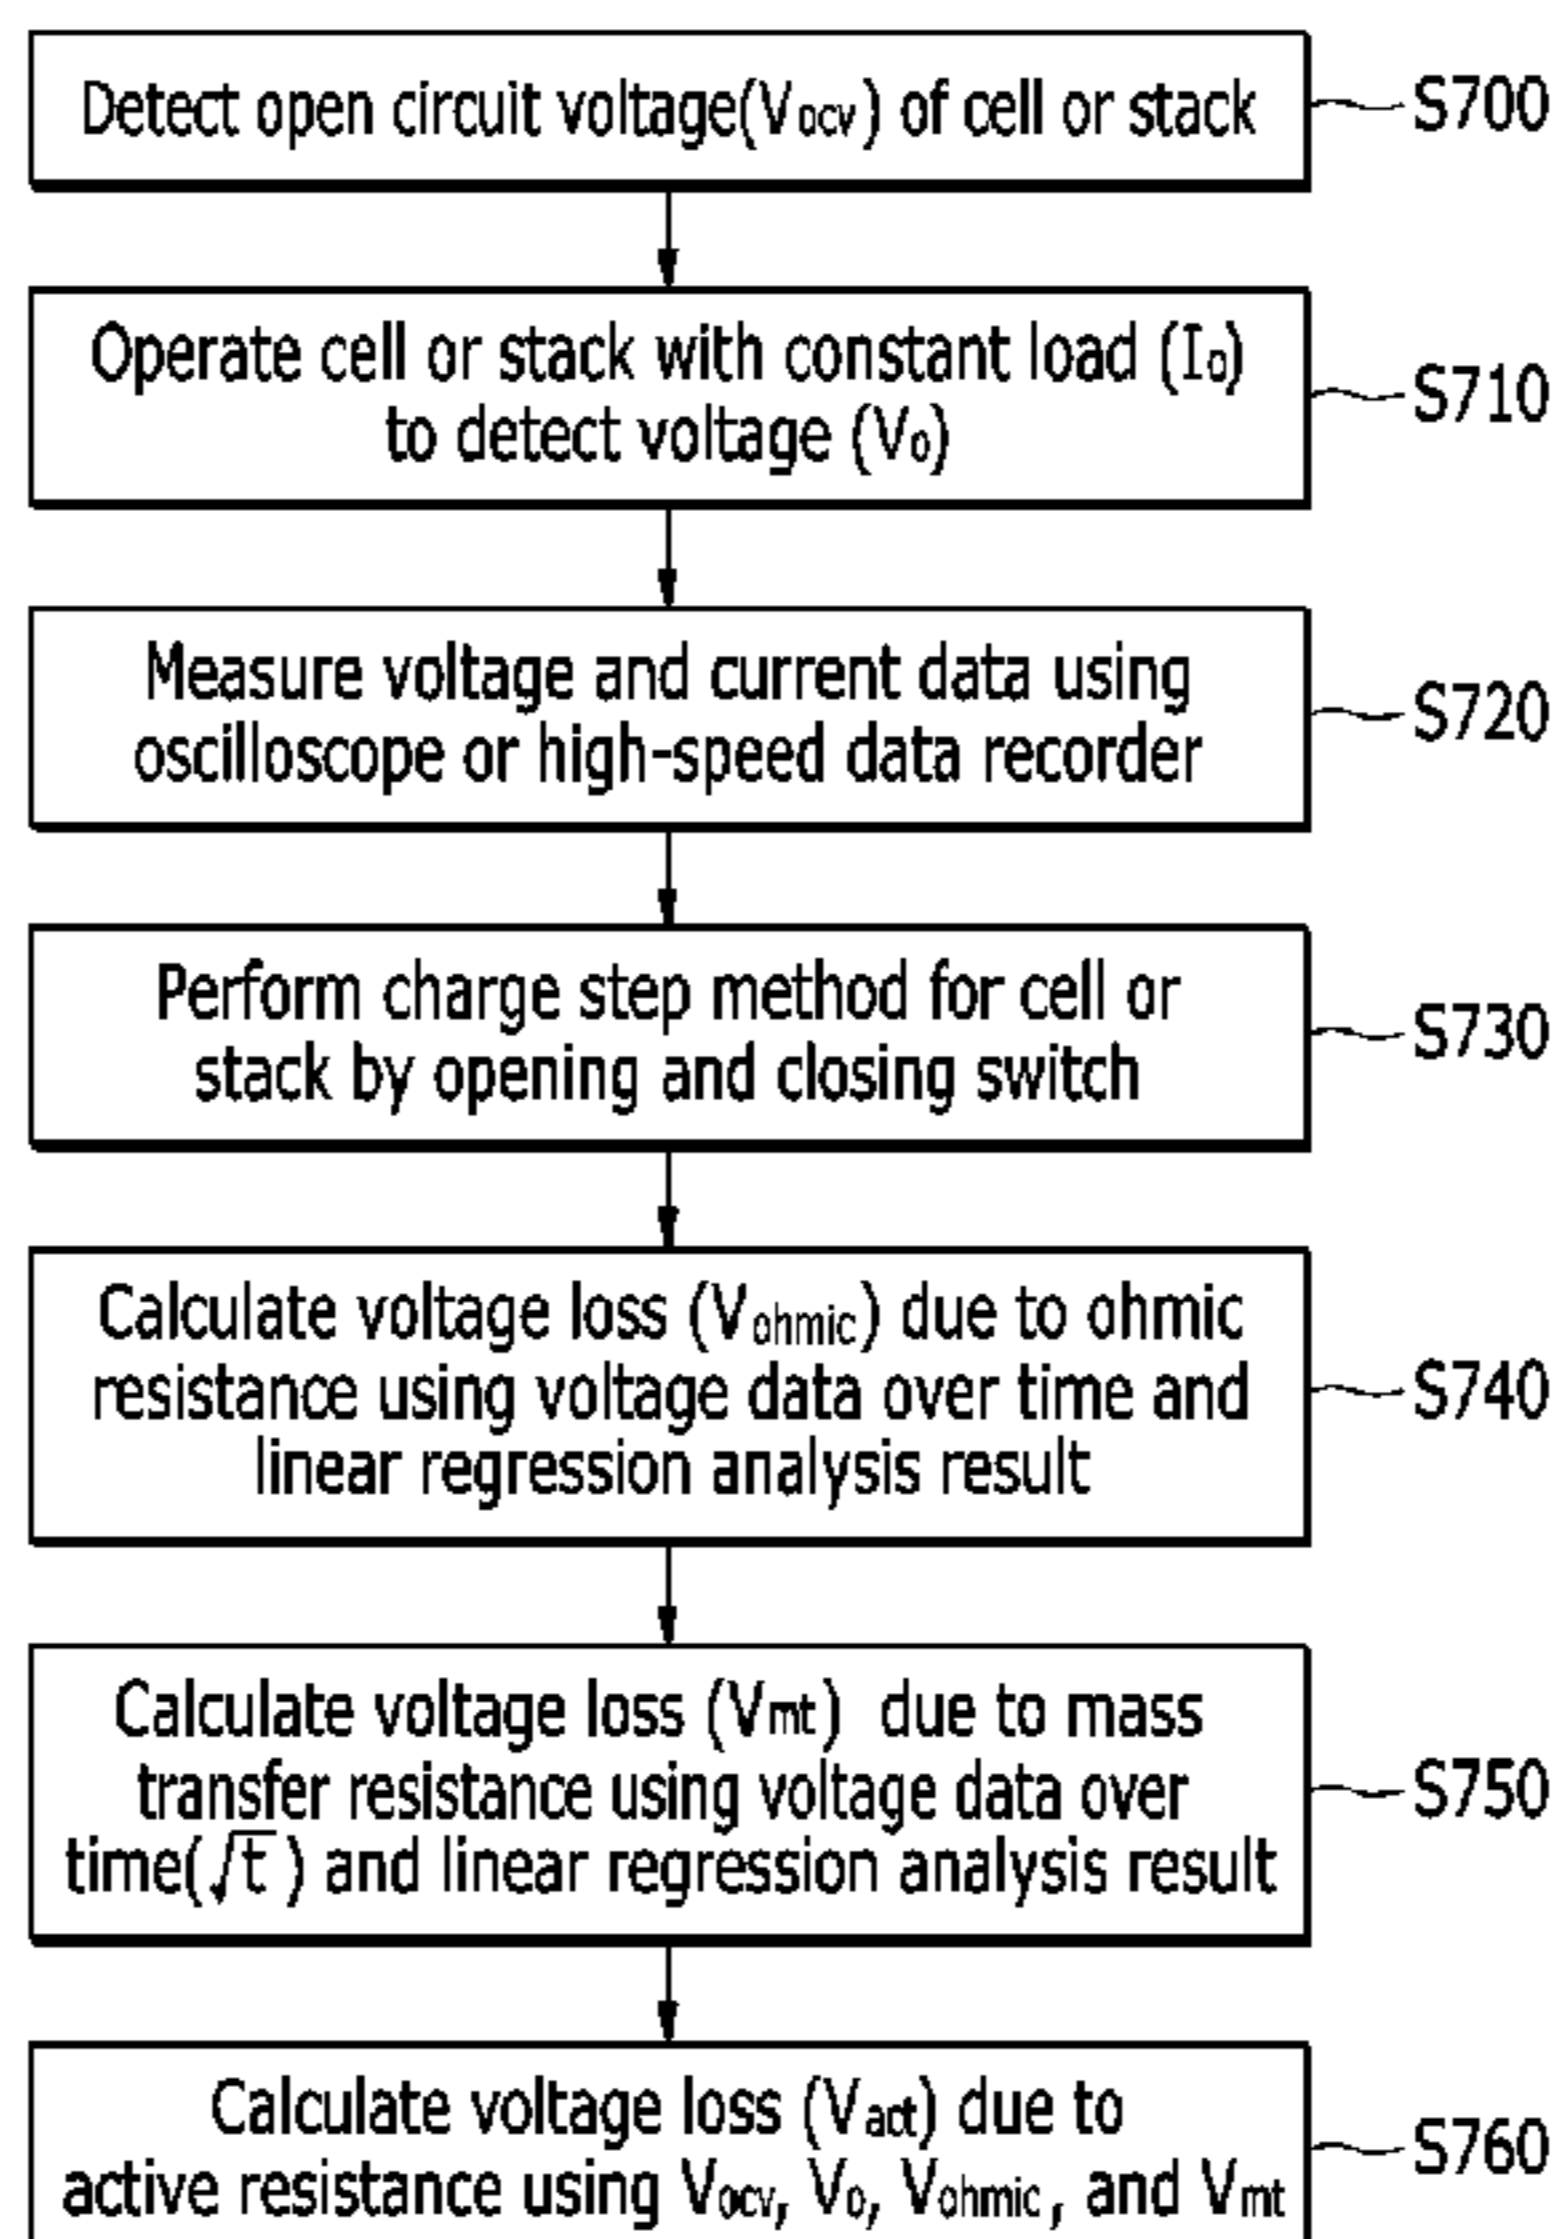 Detect open circuit voltage(Vocv) of cell or stack
S700
Operate cell or stack with constant load (I0)
to detect voltage (V0)
S710
Measure voltage and current data using
oscilloscope or high-speed data recorder
S720
Perform charge step method for cell or
stack by opening and closing switch
S730
Calculate voltage loss (Vohmic) due to ohmic
resistance using voltage data over time and
linear regression analysis result
S740
Calculate voltage loss (Vmt) due to mass
transfer resistance using voltage data over
time(√t) and linear regression analysis result
S750
Calculate voltage loss (Vact) due to
active resistance using Vocv, V0, Vohmic, and Vmt
S760